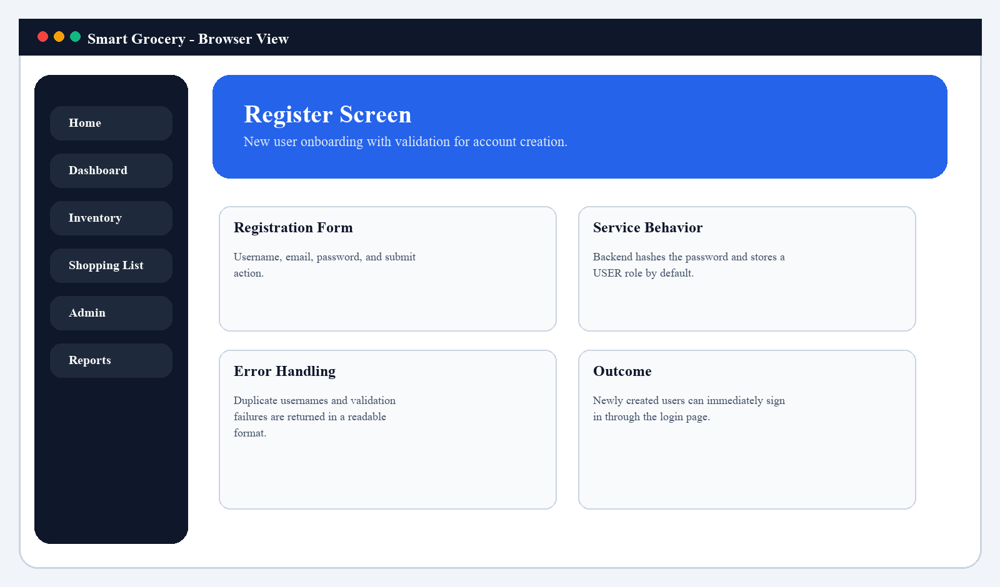 Smart Grocery - Browser View
Home
Dashboard
Inventory
Shopping List
Admin
Reports
Register Screen
New user onboarding with validation for account creation.
Registration Form
Username, email, password, and submit
action.
Service Behavior
Backend hashes the password and stores a
USER role by default.
Error Handling
Duplicate usernames and validation
failures are returned in a readable
format.
Outcome
Newly created users can immediately sign
in through the login page.